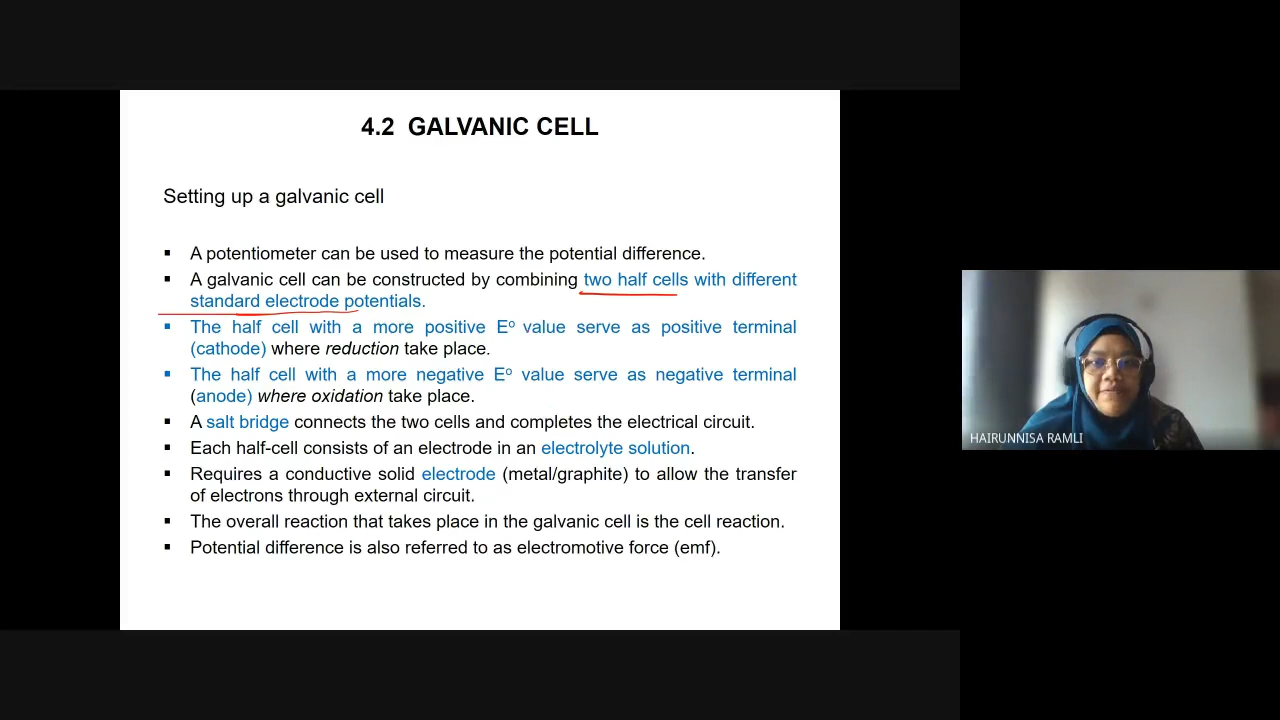 4.2 GALVANIC CELL
Setting up a galvanic cell
▪ A potentiometer can be used to measure the potential difference.
▪ A galvanic cell can be constructed by combining two half cells with different
standard electrode potentials.
▪ The half cell with a more positive Eº value serve as positive terminal
(cathode) where reduction take place.
▪ The half cell with a more negative Eº value serve as negative terminal
(anode) where oxidation take place.
▪ A salt bridge connects the two cells and completes the electrical circuit.
▪ Each half-cell consists of an electrode in an electrolyte solution.
▪ Requires a conductive solid electrode (metal/graphite) to allow the transfer
of electrons through external circuit.
▪ The overall reaction that takes place in the galvanic cell is the cell reaction.
▪ Potential difference is also referred to as electromotive force (emf).
HAIRUNNISA RAMLI